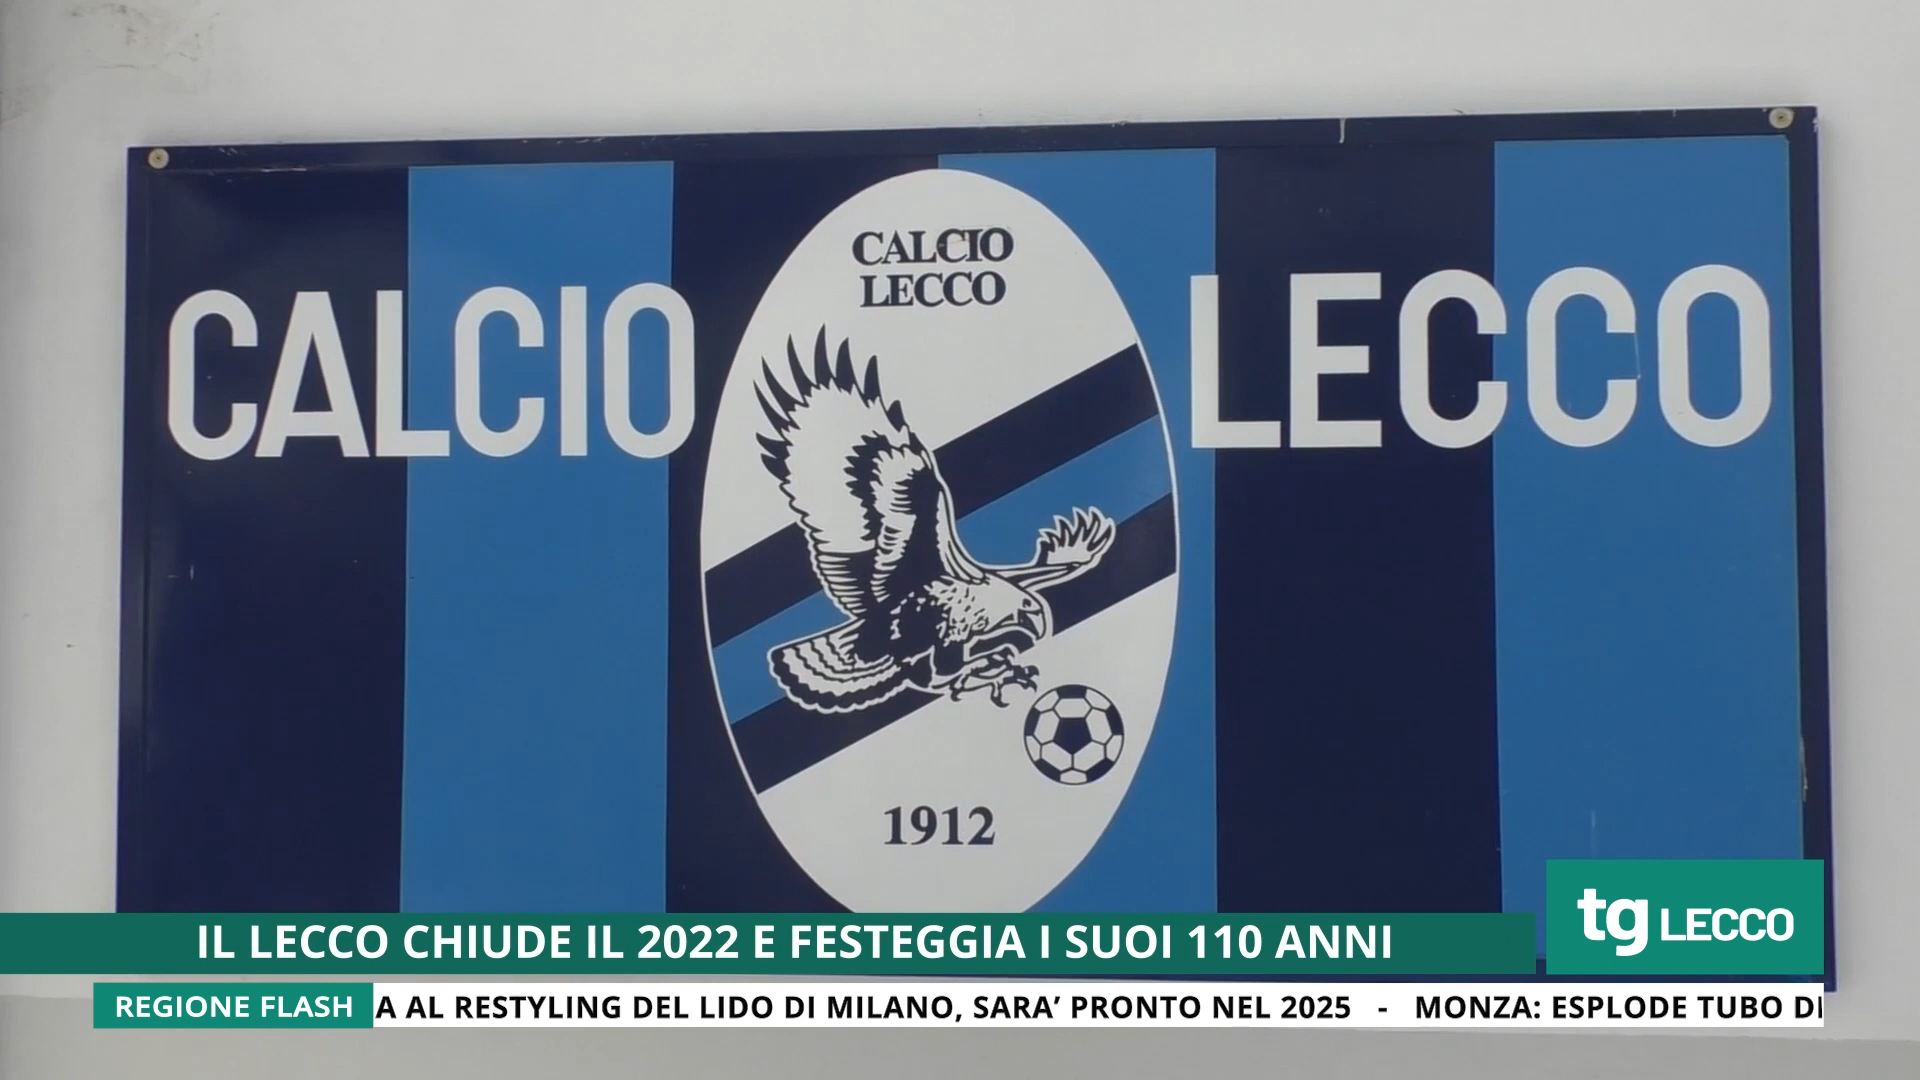 CALCIO LECCO
CALCIO
LECCO
1912
IL LECCO CHIUDE IL 2022 E FESTEGGIA I SUOI 110 ANNI
tg LECCO
REGIONE FLASH
A AL RESTYLING DEL LIDO DI MILANO, SARA' PRONTO NEL 2025 - MONZA: ESPLODE TUBO DI